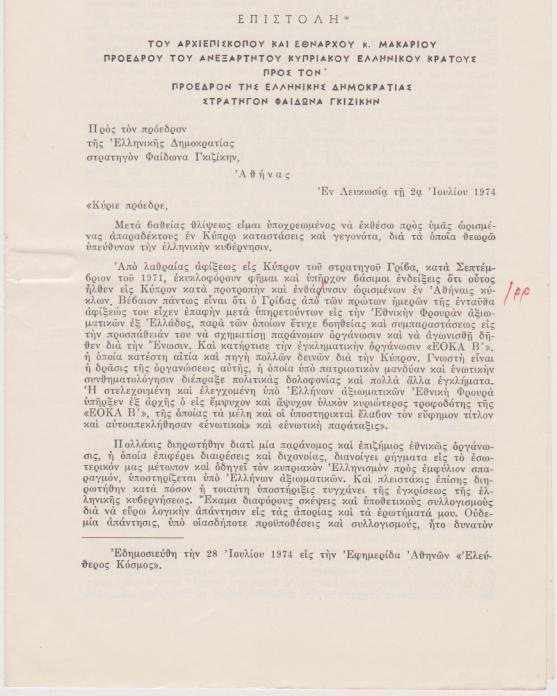 ΕΠΙΣΤΟΛΗ*
ΤΟΥ ΑΡΧΙΕΠΙΣΚΟΠΟΥ ΚΑΙ ΕΘΝΑΡΧΟΥ κ. ΜΑΚΑΡΙΟΥ
ΠΡΟΕΔΡΟΥ ΤΟΥ ΑΝΕΞΑΡΤΗΤΟΥ ΚΥΠΡΙΑΚΟΥ ΕΛΛΗΝΙΚΟΥ ΚΡΑΤΟΥΣ
ΠΡΟΣ ΤΟΝ
ΠΡΟΕΔΡΟΝ ΤΗΣ ΕΛΛΗΝΙΚΗΣ ΔΗΜΟΚΡΑΤΙΑΣ
ΣΤΡΑΤΗΓΟΝ ΦΑΙΔΩΝΑ ΓΚΙΖΙΚΗΝ
Πρὸς τὸν πρόεδρον
τῆς Ἑλληνικῆς Δημοκρατίας
στρατηγὸν Φαίδωνα Γκιζίκην,
Ἀθήνας
Ἐν Λευκωσίᾳ τῇ 2ᾳ Ἰουλίου 1974
«Κύριε πρόεδρε,
Μετὰ βαθείας θλίψεως εἶμαι ὑποχρεωμένος νὰ ἐκθέσω πρὸς ὑμᾶς ὡρισμέ-
νας ἀπαραδέκτους ἐν Κύπρῳ καταστάσεις καὶ γεγονότα, διὰ τὰ ὁποῖα θεωρῶ
ὑπεύθυνον τὴν ἑλληνικὴν κυβέρνησιν.
Ἀπὸ λαθραίας ἀφίξεως εἰς Κύπρον τοῦ στρατηγοῦ Γρίβα, κατὰ Σεπτέμ-
βριον τοῦ 1971, ἐκυκλοφόρουν φῆμαι καὶ ὑπῆρχον βάσιμοι ἐνδείξεις ὅτι οὗτος
ἦλθεν εἰς Κύπρον κατὰ προτροπὴν καὶ ἐνθάρυνσιν ὡρισμένων ἐν Ἀθήναις κύ-
κλων. Βέβαιον πάντως εἶναι ὅτι ὁ Γρίβας ἀπὸ τῶν πρώτων ἡμερῶν τῆς ἐνταῦθα
ἀφίξεώς του εἶχεν ἐπαφὴν μετὰ ὑπηρετούντων εἰς τὴν Ἐθνικὴν Φρουρὰν ἀξιω-
ματικῶν ἐξ Ἑλλάδος, παρὰ τῶν ὁποίων ἔτυχε βοηθείας καὶ συμπαραστάσεως εἰς
τὴν προσπάθειάν του νὰ σχηματίσῃ παράνομον ὀργάνωσιν καὶ νὰ ἀγωνισθῇ δῆ-
θεν διὰ τὴν Ἕνωσιν. Καὶ κατήρτισε τὴν ἐγκληματικὴν ὀργάνωσιν «ΕΟΚΑ Β'»,
ἡ ὁποία κατέστη αἰτία καὶ πηγὴ πολλῶν δεινῶν διὰ τὴν Κύπρον. Γνωστὴ εἶναι
ἡ δρᾶσις τῆς ὀργανώσεως αὐτῆς, ἡ ὁποία ὑπὸ πατριωτικὸν μανδύαν καὶ ἑνωτικὴν
συνθηματολόγησιν διέπραξε πολιτικὰς δολοφονίας καὶ πολλὰ ἄλλα ἐγκλήματα.
Ἡ στελεχουμένη καὶ ἐλεγχομένη ὑπὸ Ἑλλήνων ἀξιωματικῶν Ἐθνικὴ Φρουρὰ
ὑπῆρξεν ἐξ ἀρχῆς ὁ εἰς ἔμψυχον καὶ ἄψυχον ὑλικὸν κυριώτερος τροφοδότης τῆς
«ΕΟΚΑ Β'», τῆς ὁποίας τὰ μέλη καὶ οἱ ὑποστηρικταὶ ἔλαβον τὸν εὔφημον τίτλον
καὶ αὐτοαπεκλήθησαν «ἑνωτικοὶ» καὶ «ἑνωτικὴ παράταξις».
Πολλάκις διηρωτήθην διατὶ μία παράνομος καὶ ἐπιζήμιος ἐθνικῶς ὀργάνω-
σις, ἡ ὁποία ἐπιφέρει διαιρέσεις καὶ διχονοίας, διανοίγει ρήγματα εἰς τὸ ἐσω-
τερικόν μας μέτωπον καὶ ὁδηγεῖ τὸν κυπριακὸν Ἑλληνισμὸν πρὸς ἐμφύλιον σπα-
ραγμόν, ὑποστηρίζεται ὑπὸ Ἑλλήνων ἀξιωματικῶν. Καὶ πλειστάκις ἐπίσης διη-
ρωτήθην κατὰ πόσον ἡ τοιαύτη ὑποστήριξις τυγχάνει τῆς ἐγκρίσεως τῆς ἑλ-
ληνικῆς κυβερνήσεως. Ἔκαμα διαφόρους σκέψεις καὶ ὑποθετικοὺς συλλογισμοὺς
διὰ νὰ εὕρω λογικὴν ἀπάντησιν εἰς τὰς ἀπορίας καὶ τὰ ἐρωτήματά μου. Οὐδε-
μία ἀπάντησις, ὑπὸ οἱασδήποτε προϋποθέσεις καὶ συλλογισμούς, ἦτο δυνατὸν
Ἐδημοσιεύθη τὴν 28 Ἰουλίου 1974 εἰς τὴν Ἐφημερίδα Ἀθηνῶν «Ἐλεύ-
θερος Κόσμος».